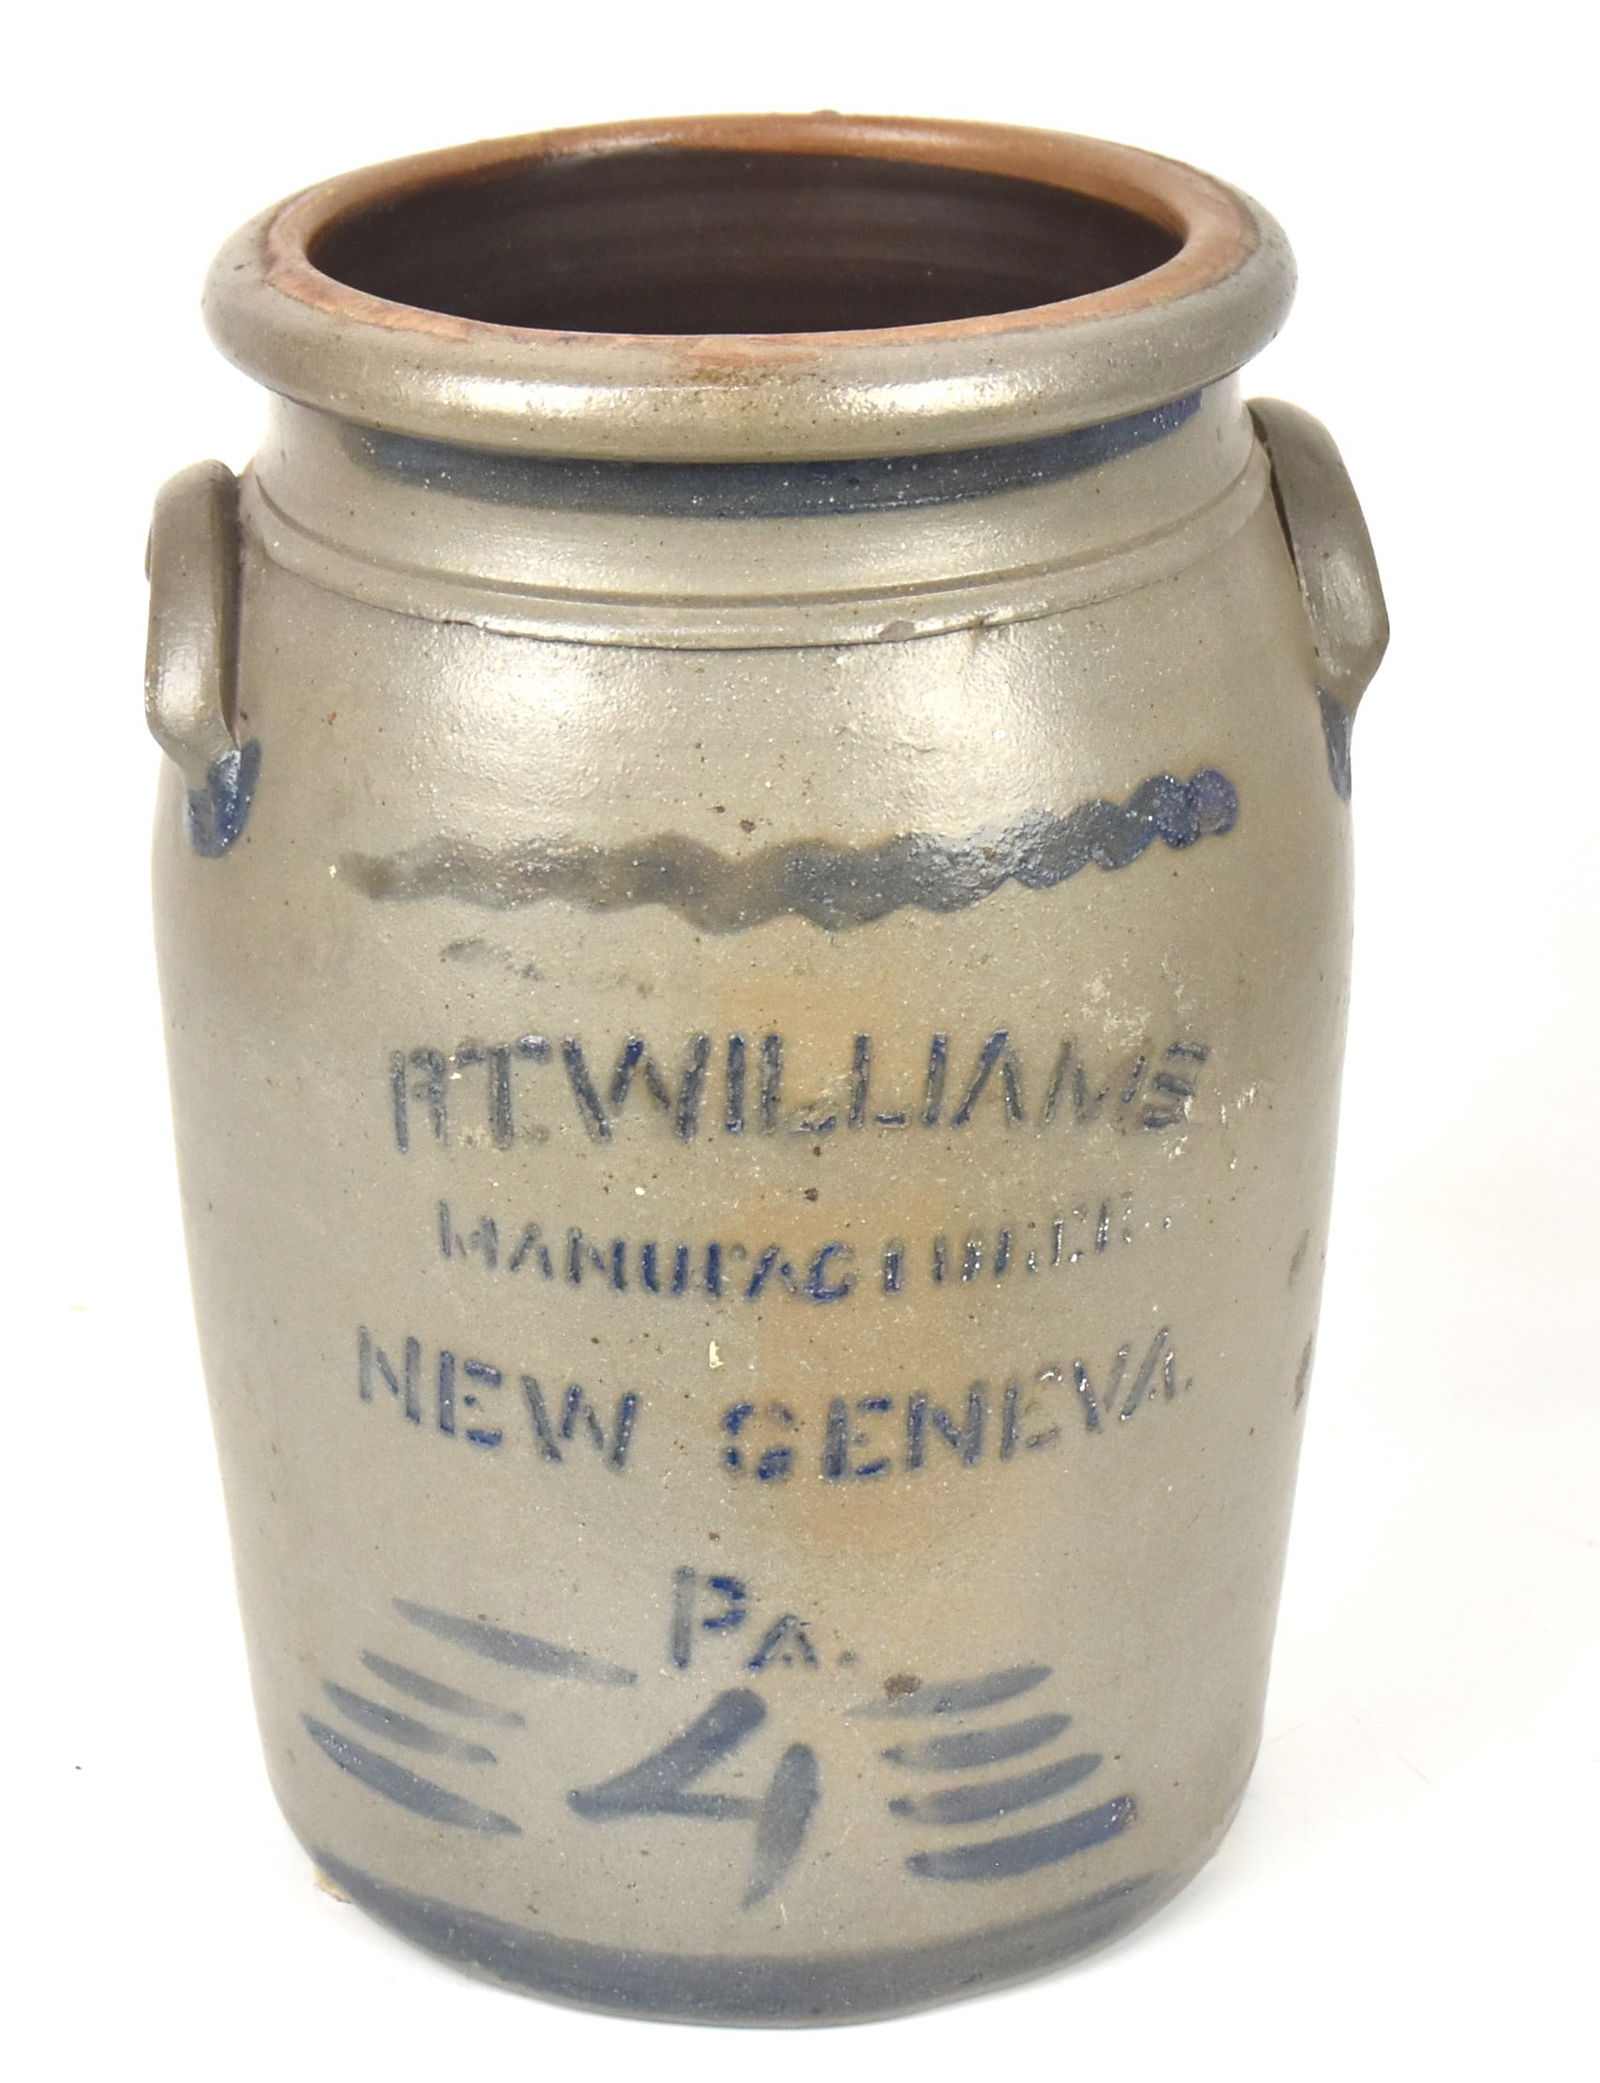 R.T. WILLIAMS
MANUFACTURER.
NEW GENEVA.
PA.
4